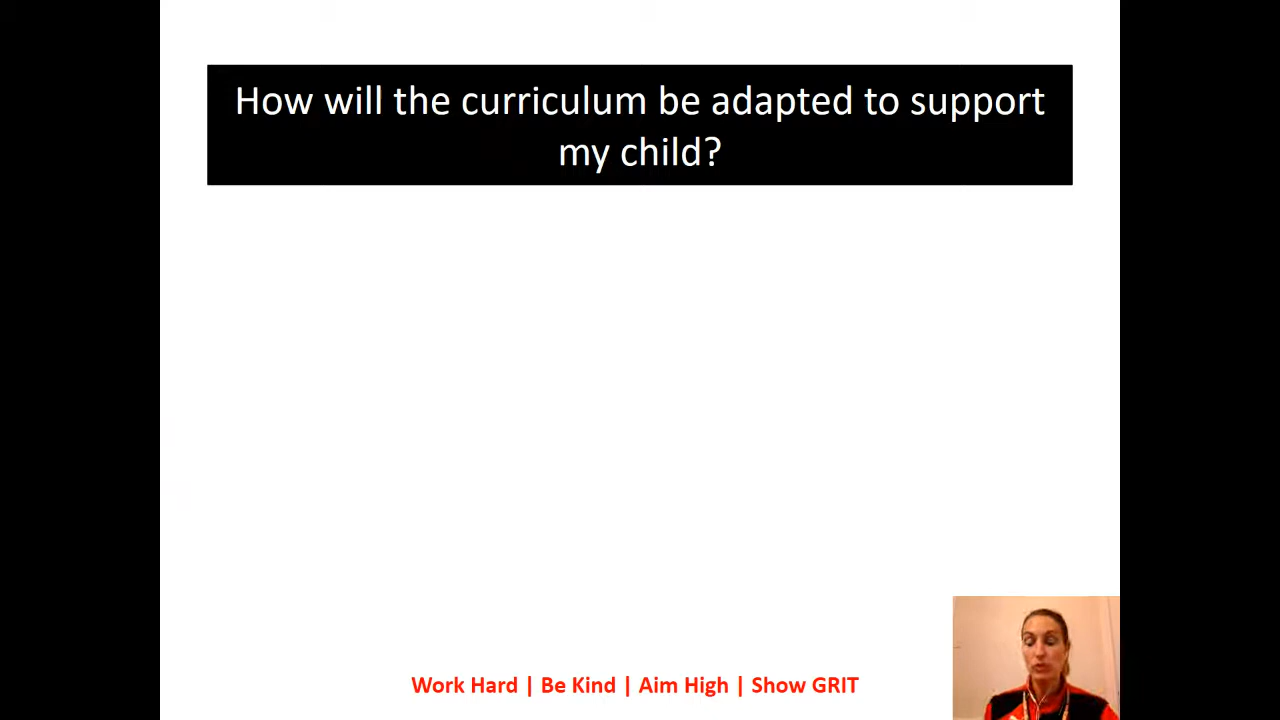 How will the curriculum be adapted to support
my child?
Work Hard | Be Kind | Aim High | Show GRIT